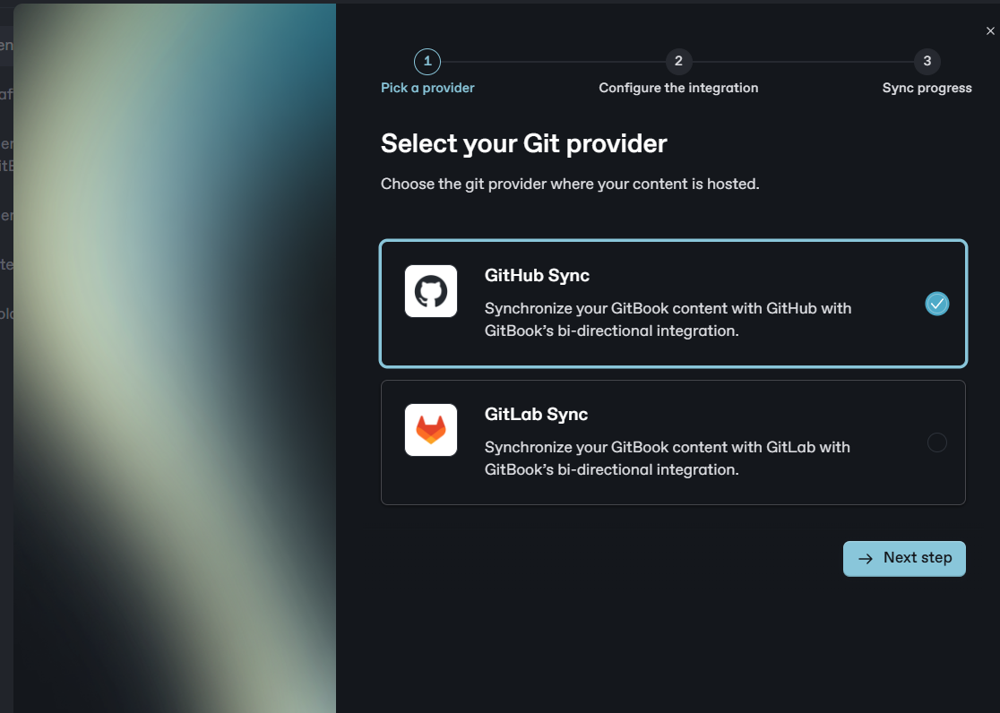 1
2
3
Pick a provider
Configure the integration
Sync progress
Select your Git provider
Choose the git provider where your content is hosted.
GitHub Sync
Synchronize your GitBook content with GitHub with
GitBook’s bi-directional integration.
GitLab Sync
Synchronize your GitBook content with GitLab with
GitBook’s bi-directional integration.
Next step